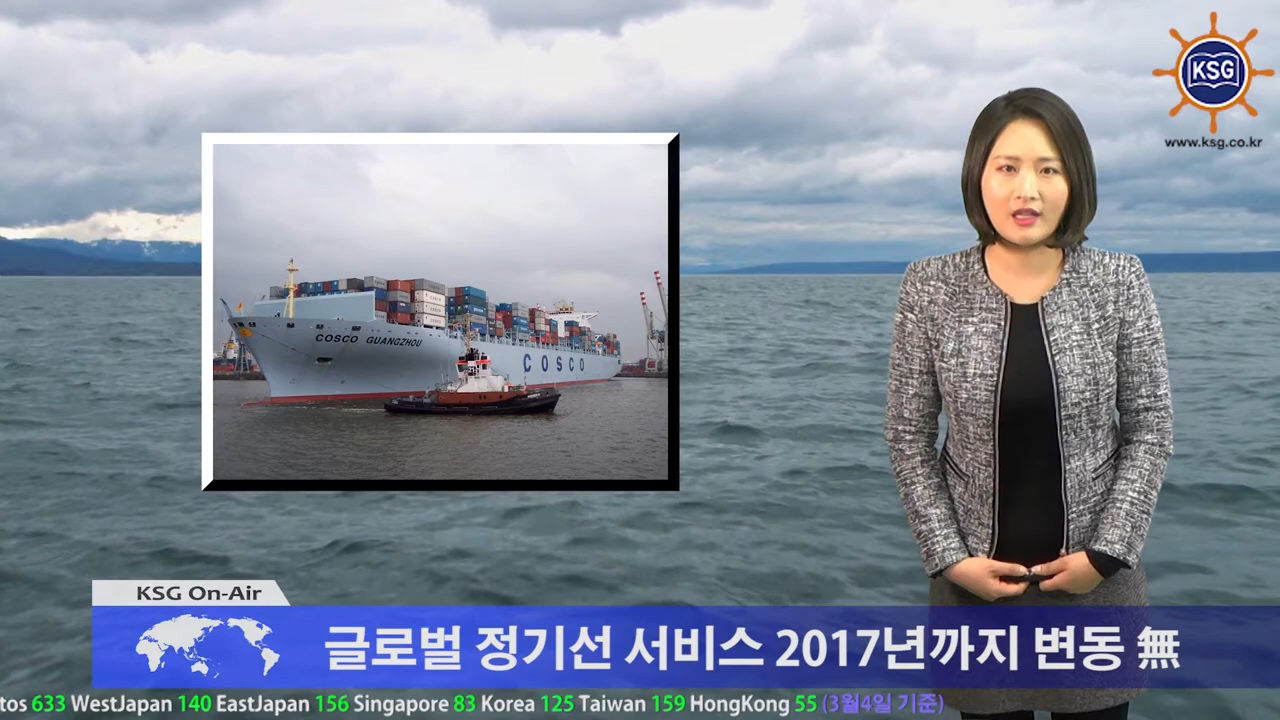 KSG
www.ksg.co.kr
COSCO GUANGZHOU
COSCO
KSG On-Air
글로벌 정기선 서비스 2017년까지 변동 無
tos 633 WestJapan 140 EastJapan 156 Singapore 83 Korea 125 Taiwan 159 HongKong 55 (3월4일 기준)